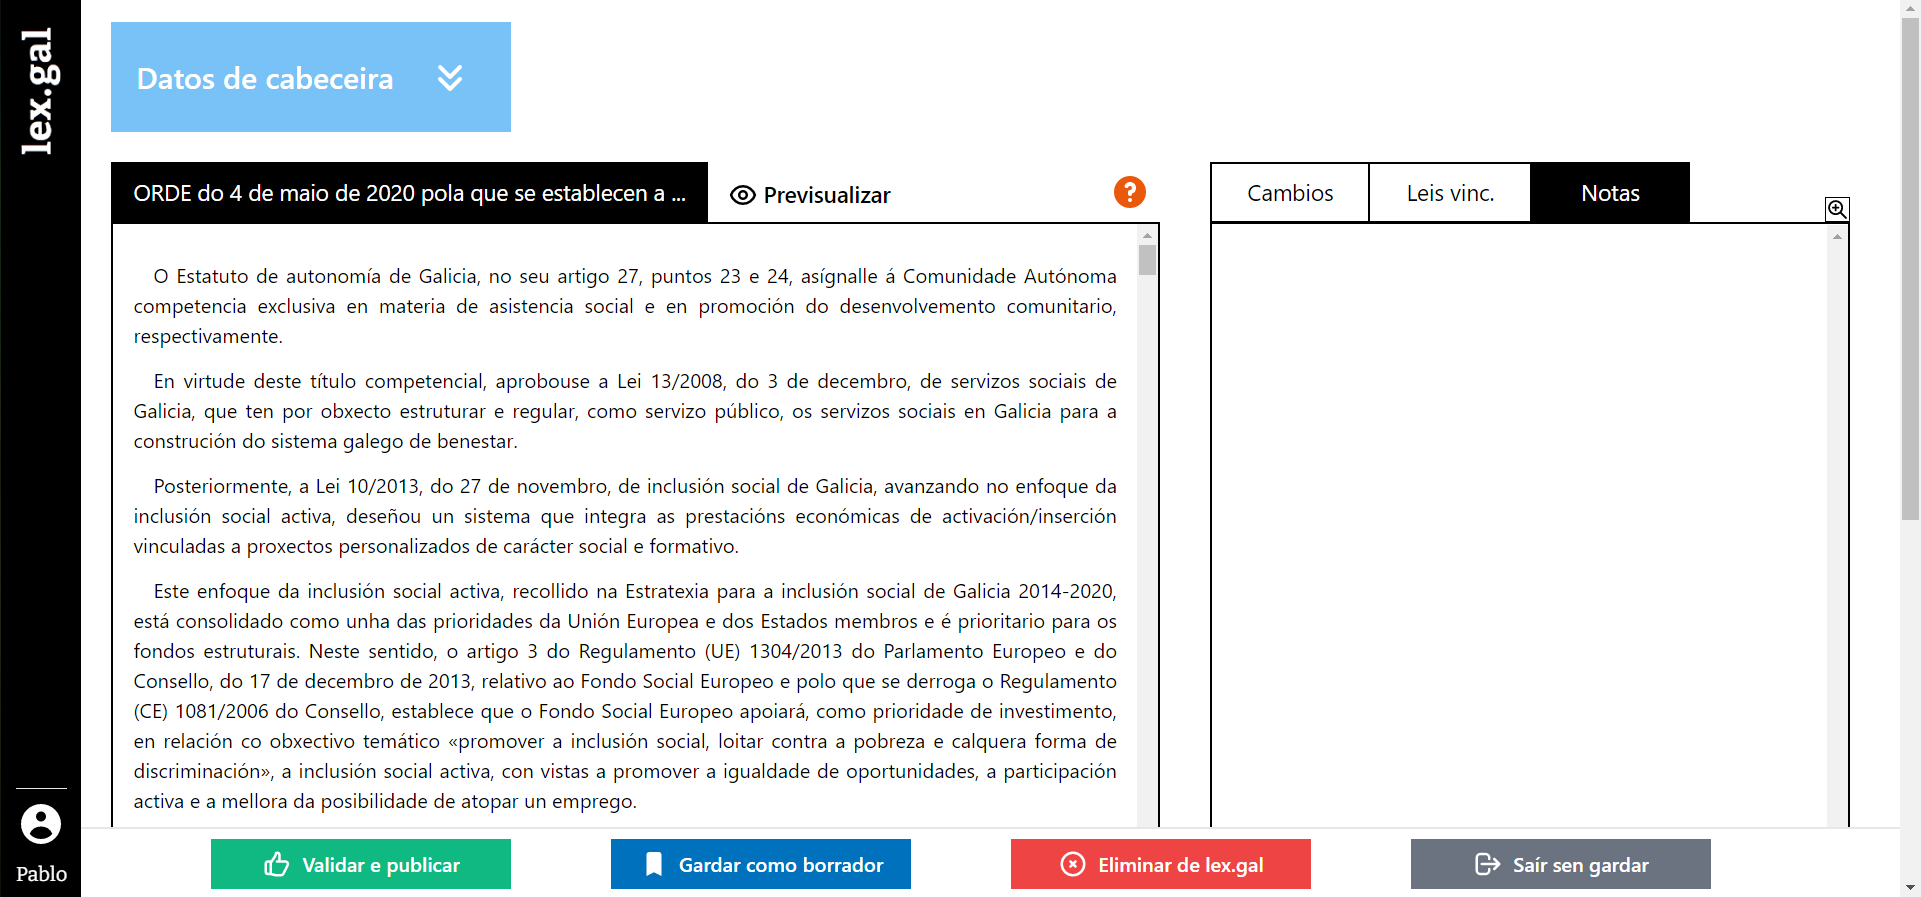 lex.gal
Datos de cabeceira
ORDE do 4 de maio de 2020 pola que se establecen a ...
Previsualizar
?
Cambios
Leis vinc.
Notas
O Estatuto de autonomía de Galicia, no seu artigo 27, puntos 23 e 24, asígnalle á Comunidade Autónoma
competencia exclusiva en materia de asistencia social e en promoción do desenvolvemento comunitario,
respectivamente.
En virtude deste título competencial, aprobouse a Lei 13/2008, do 3 de decembro, de servizos sociais de
Galicia, que ten por obxecto estruturar e regular, como servizo público, os servizos sociais en Galicia para a
construción do sistema galego de benestar.
Posteriormente, a Lei 10/2013, do 27 de novembro, de inclusión social de Galicia, avanzando no enfoque da
inclusión social activa, deseñou un sistema que integra as prestacións económicas de activación/inserción
vinculadas a proxectos personalizados de carácter social e formativo.
Este enfoque da inclusión social activa, recollido na Estratexia para a inclusión social de Galicia 2014-2020,
está consolidado como unha das prioridades da Unión Europea e dos Estados membros e é prioritario para os
fondos estruturais. Neste sentido, o artigo 3 do Regulamento (UE) 1304/2013 do Parlamento Europeo e do
Consello, do 17 de decembro de 2013, relativo ao Fondo Social Europeo e polo que se derroga o Regulamento
(CE) 1081/2006 do Consello, establece que o Fondo Social Europeo apoiará, como prioridade de investimento,
en relación co obxectivo temático «promover a inclusión social, loitar contra a pobreza e calquera forma de
discriminación», a inclusión social activa, con vistas a promover a igualdade de oportunidades, a participación
activa e a mellora da posibilidade de atopar un emprego.
Pablo
Validar e publicar
Gardar como borrador
Eliminar de lex.gal
Saír sen gardar